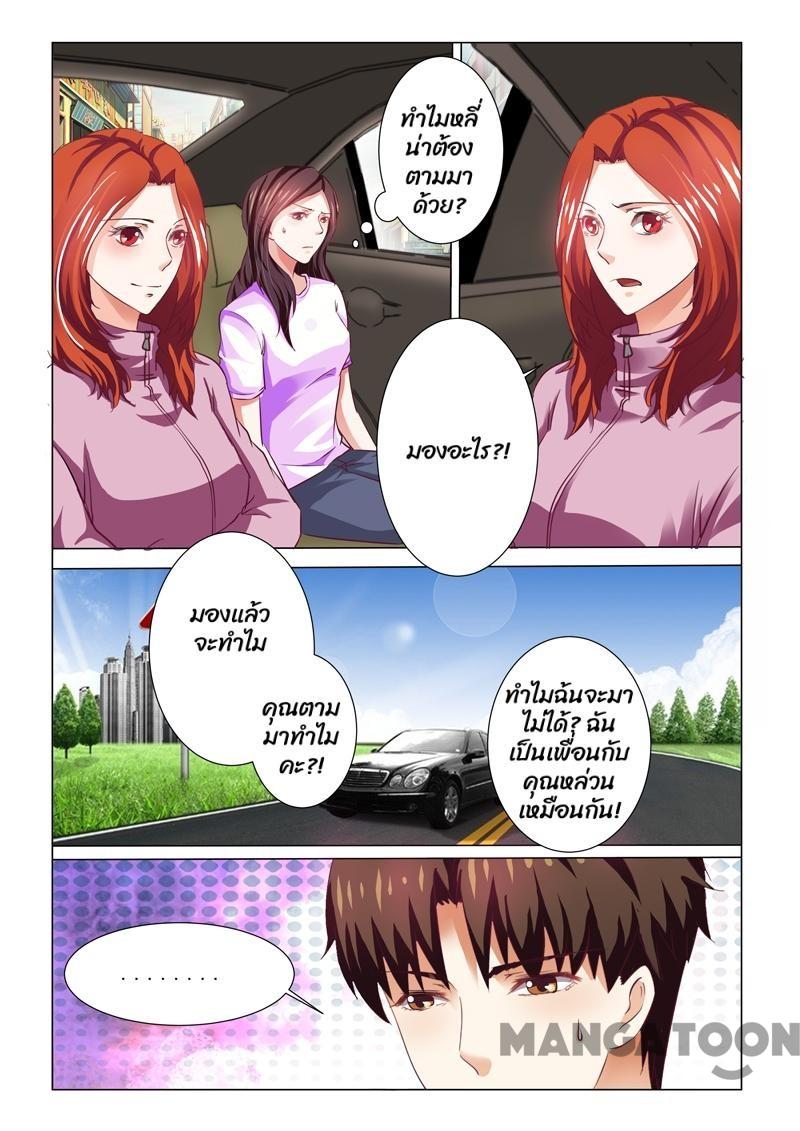 ทำไมหลี่
น่าต้อง
ตามมา
ด้วย?
มองอะไร?!
มองแล้ว
จะทำไม
คุณตาม
มาทำไม
คะ?!
ทำไมฉันจะมา
ไม่ได้? ฉัน
เป็นเพื่อนกับ
คุณหล่วน
เหมือนกัน!
........
MANGATOON